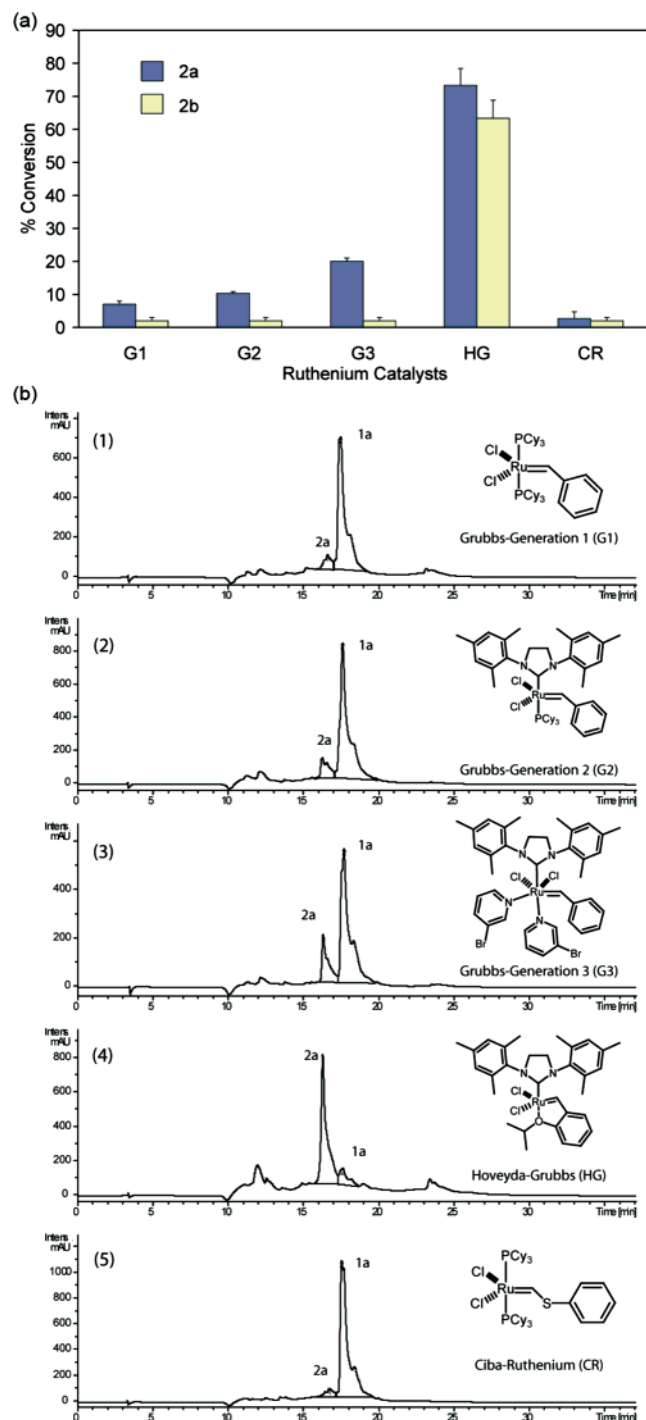 (a)
90
80
70
60
50
40
30
20
10
0
% Conversion
2a
2b
G1 G2 G3 HG CR
Ruthenium Catalysts
(b)
Intens
mAU
(1)
1a
2a
600
400
200
0
0 5 10 15 20 25 30 Time [min]
PCy3
Cl
Ru
Cl
PCy3
Grubbs-Generation 1 (G1)
Intens
mAU
(2)
1a
2a
800
600
400
200
0
0 5 10 15 20 25 30 Time [min]
N N
Cl
Ru
Cl
PCy3
Grubbs-Generation 2 (G2)
Intens
mAU
(3)
1a
2a
400
200
0
0 5 10 15 20 25 30 Time [min]
N N
Cl Cl
Ru
N
N
Br
Br
Grubbs-Generation 3 (G3)
Intens
mAU
(4)
2a
1a
800
600
400
200
0
0 5 10 15 20 25 30 Time [min]
N N
Cl
Ru
Cl
O
Hoveyda-Grubbs (HG)
Intens
mAU
(5)
1a
2a
1000
800
600
400
200
0
0 5 10 15 20 25 30 Time [min]
PCy3
Cl
Ru
Cl
S
PCy3
Ciba-Ruthenium (CR)